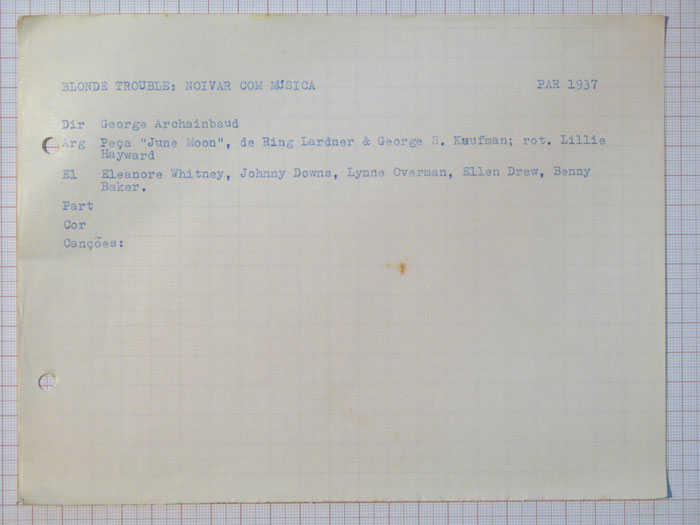 BLONDE TROUBLE: NOIVAR COM MÚSICA PAR 1937
Dir George Archainbaud
Arg Peça "June Moon", de Ring Lardner & George S. Kaufman; rot. Lillie
Hayward
El Eleanore Whitney, Johnny Downs, Lynne Overman, Ellen Drew, Benny
Baker.
Part
Cor
Canções: